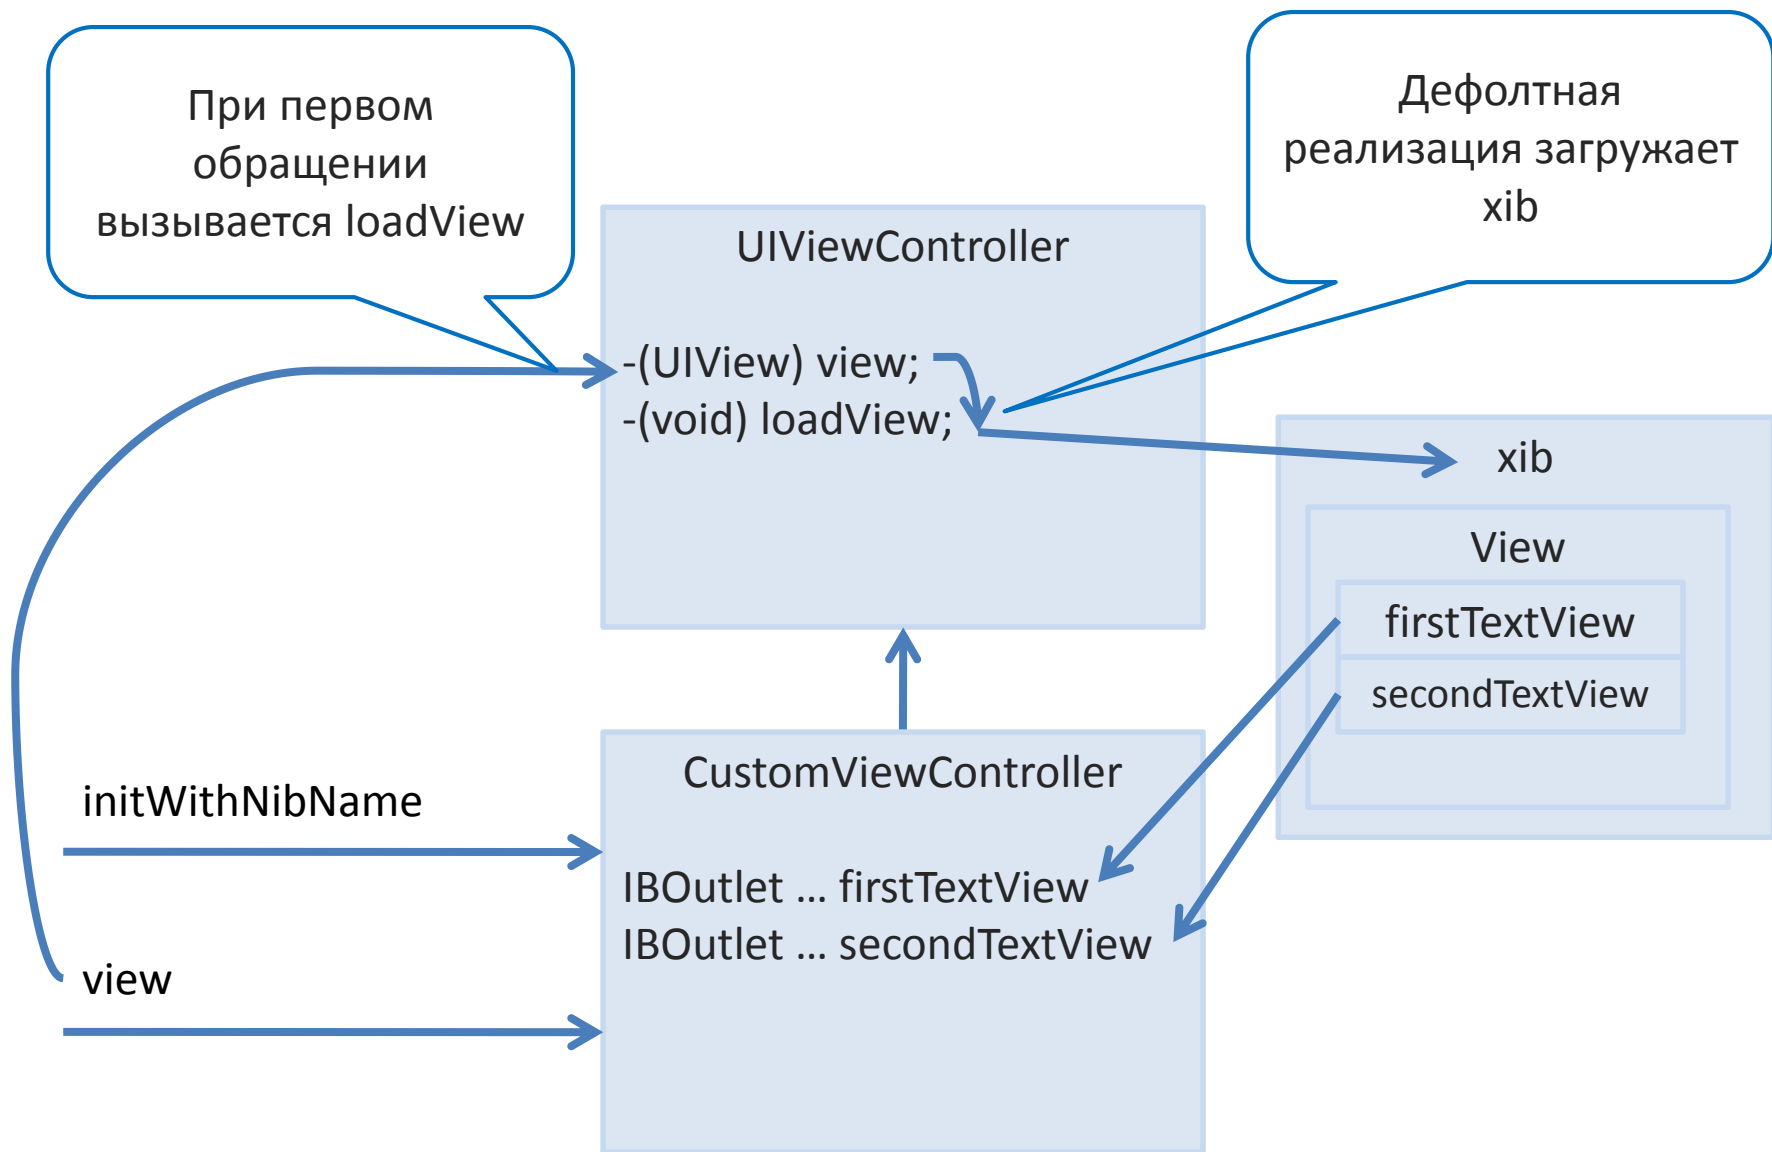 При первом
обращении
вызывается loadView
Дефолтная
реализация загружает
xib
UIViewController
-(UIView) view;
-(void) loadView;
xib
View
firstTextView
secondTextView
CustomViewController
initWithNibName
IBOutlet … firstTextView
IBOutlet … secondTextView
view